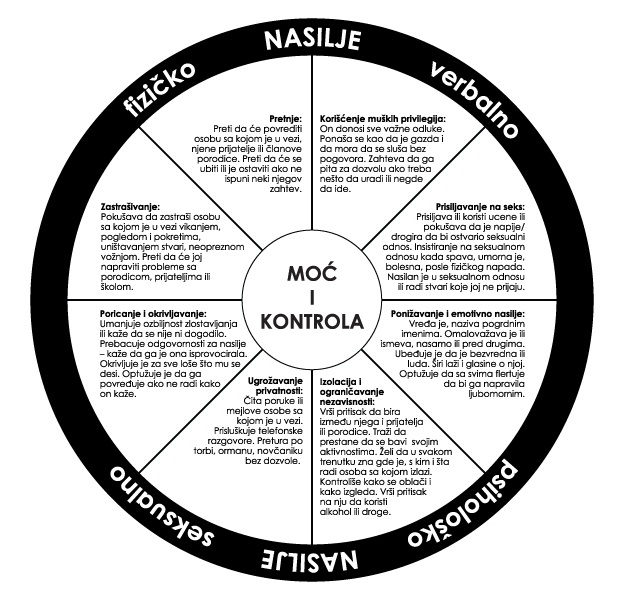 NASILJE
fizičko
verbalno
Pretnje:
Preti da će povrediti
osobu sa kojom je u vezi,
njene prijatelje ili članove
porodice. Preti da će se
ubiti ili je ostaviti ako ne
ispuni neki njegov
zahtev.
Korišćenje muških privilegija:
On donosi sve važne odluke.
Ponaša se kao je gazda i
da mora da se sluša bez
pogovora. Zahteva da ga
pita za dozvolu ako treba
nešto da uradi ili negde
da ide.
Zastrašivanje:
Pokušava da zastraši osobu
sa kojom je u vezi vikanjem,
pogledom i pokretima,
uništavanjem stvari, neopreznom
vožnjom. Preti da će joj
napraviti probleme sa
porodicom, prijateljima ili
školom.
Prisiljavanje na seks:
Prisiljava ili koristi ucene ili
pokušava da je napije/
drogira da bi ostvario seksualni
odnos. Insistiranje na seksualnom
odnosu kada spava, umorna je,
bolesna, posle fizičkog napada.
Nasilan je u seksualnom odnosu
ili radi stvari koje joj ne prijaju.
MOĆ
I
KONTROLA
Poricanje i okrivljavanje:
Umanjuje ozbiljnost zlostavljanja
ili kaže da se nije ni dogodilo.
Prebacuje odgovornosti za nasilje
– kaže da ga je ona isprovocirala.
Okrivljuje je za sve loše što mu se
desi. Optužuje je da ga
povređuje ako ne radi kako
on kaže.
Ponižavanje i emotivno nasilje:
Vređa je, naziva pogrdnim
imenima. Omalovažava je ili
ismeva, nasamo ili pred drugima.
Ubeđuje je da je bezvredna ili
luda. Širi laži i glasine o njoj.
Optužuje da sa svima flertuje
da bi ga napravila
ljubomornim.
Ugrožavanje
privatnosti:
Čita poruke ili
mejlove osobe sa
kojom je u vezi.
Prisluškuje telefonske
razgovore. Pretura po
torbi, ormanu, novčaniku
bez dozvole.
Izolacija i
ograničavanje
nezavisnosti:
Vrši pritisak da bira
između njega i prijatelja
ili porodice. Traži da
prestane da se bavi svojim
aktivnostima. Želi da u svakom
trenutku zna gde je, s kim i šta
radi osoba sa kojom izlazi.
Kontroliše kako se oblači i
kako izgleda. Vrši pritisak
na nju da koristi
alkohol ili droge.
seksualno
psihološko
NASILJE